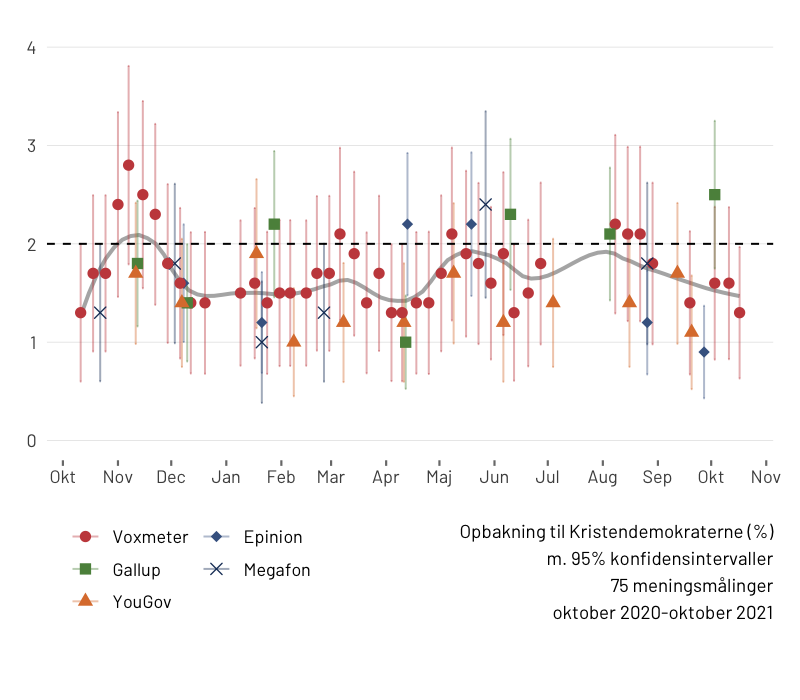 4
3
2
1
0
Okt Nov Dec Jan Feb Mar Apr Maj Jun Jul Aug Sep Okt Nov
Voxmeter
Gallup
YouGov
Epinion
Megafon
Opbakning til Kristendemokraterne (%)
m. 95% konfidensintervaller
75 meningsmålinger
oktober 2020-oktober 2021